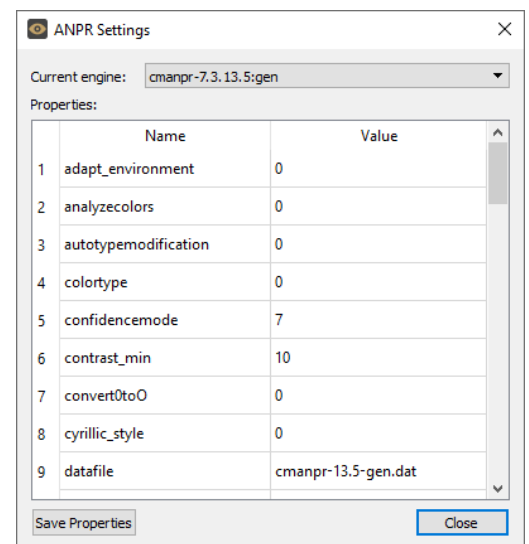 ANPR Settings
Current engine: cmanpr-7.3.13.5:gen
Properties:
Name Value
1 adapt_environment 0
2 analyzecolors 0
3 autotypemodification 0
4 colortype 0
5 confidencemode 7
6 contrast_min 10
7 convert0toO 0
8 cyrillic_style 0
9 datafile cmanpr-13.5-gen.dat
Save Properties Close